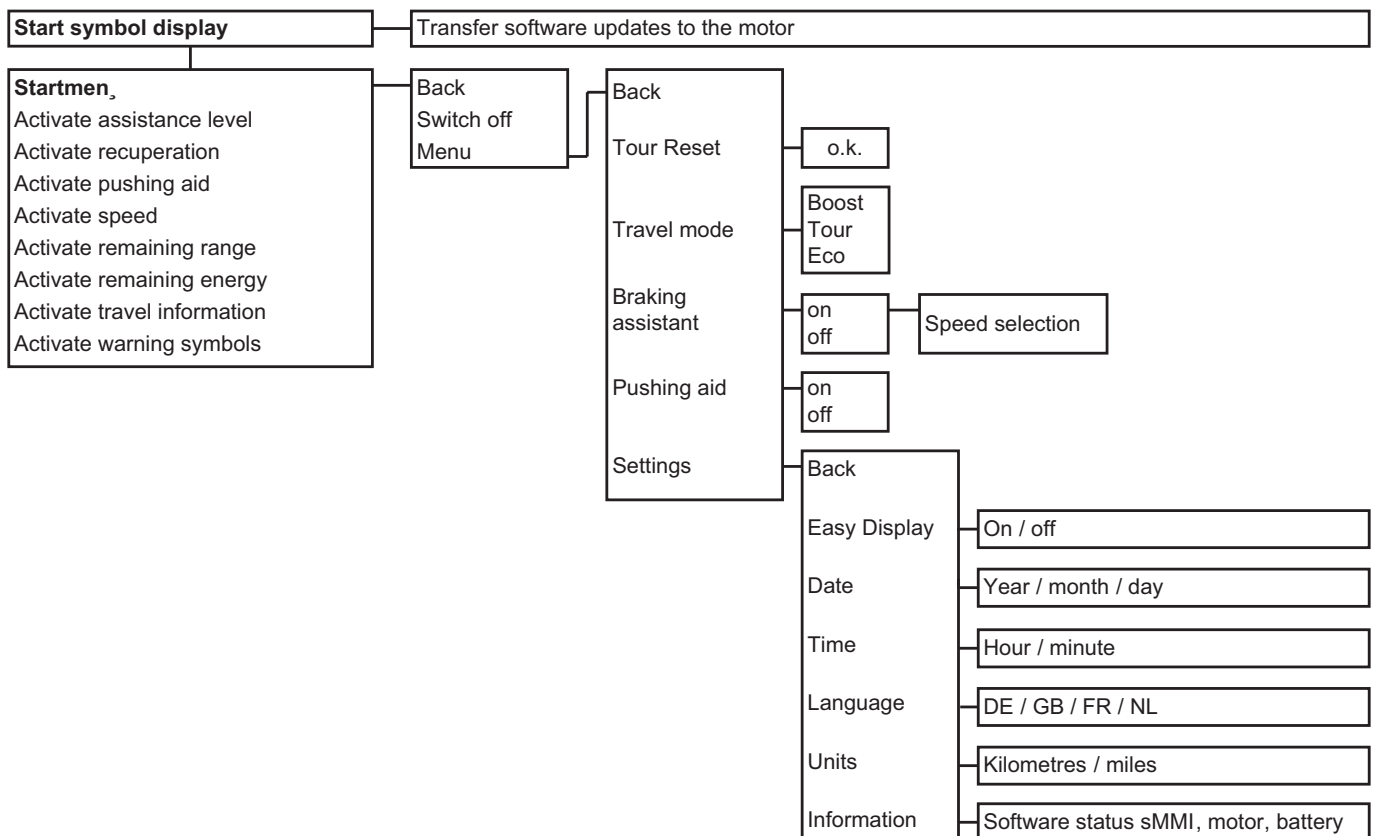 Start symbol display
Transfer software updates to the motor
Startmen¸
Activate assistance level
Activate recuperation
Activate pushing aid
Activate speed
Activate remaining range
Activate remaining energy
Activate travel information
Activate warning symbols
Back
Switch off
Menu
Back
Tour Reset
o.k.
Travel mode
Boost
Tour
Eco
Braking
assistant
on
off
Speed selection
Pushing aid
on
off
Settings
Back
Easy Display
On / off
Date
Year / month / day
Time
Hour / minute
Language
DE / GB / FR / NL
Units
Kilometres / miles
Information
Software status sMMI, motor, battery